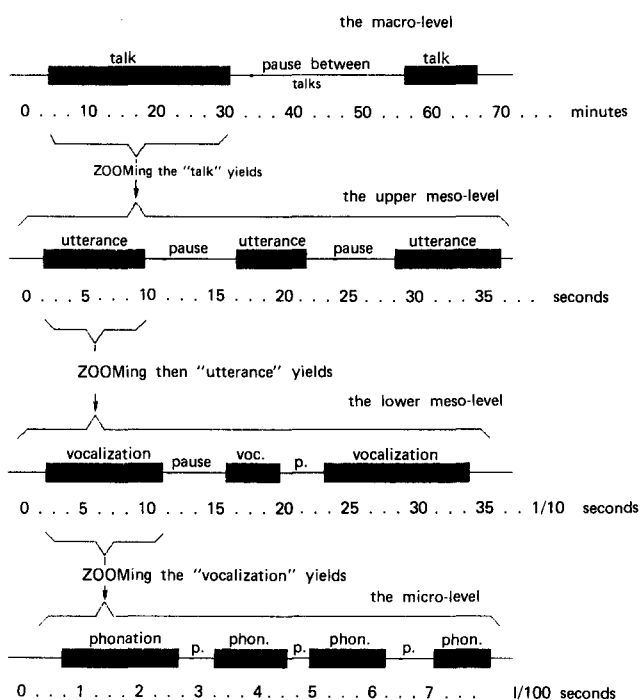 the macro-level
talk talk
pause between
talks
0 . . . 10 . . . 20 . . . 30 . . . 40 . . . 50 . . . 60 . . . 70 . . . minutes
ZOOMing the "talk" yields
the upper meso-level
utterance pause utterance pause utterance
0 . . . 5 . . . 10 . . . 15 . . . 20 . . . 25 . . . 30 . . . 35 . . . seconds
ZOOMing then "utterance" yields
the lower meso-level
vocalization pause voc. p. vocalization
0 . . . 5 . . . 10 . . . 15 . . . 20 . . . 25 . . . 30 . . . 35 . . 1/10 seconds
ZOOMing the "vocalization" yields
the micro-level
phonation p. phon. p. phon. p. phon.
0 . . . 1 . . . 2 . . . 3 . . . 4 . . . 5 . . . 6 . . . 7 . . . l/100 seconds